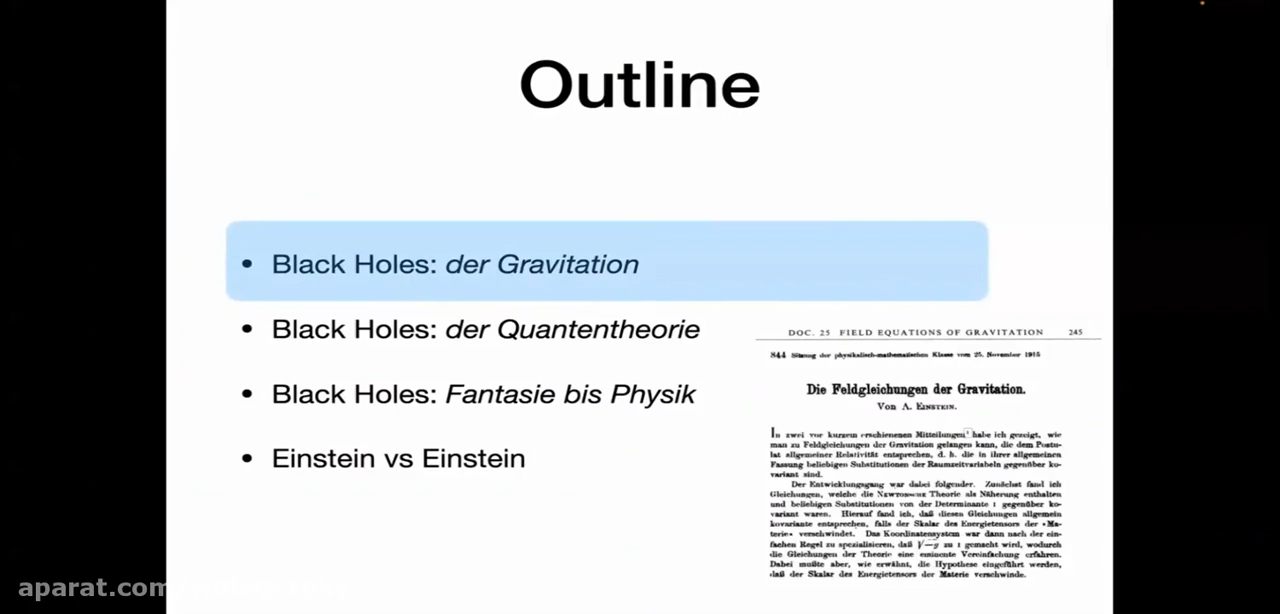 Outline
• Black Holes: der Gravitation
• Black Holes: der Quantentheorie
• Black Holes: Fantasie bis Physik
• Einstein vs Einstein
DOC. 25 FIELD EQUATIONS OF GRAVITATION 245
844 Sitzung der physikalisch-mathematischen Klasse vom 25. November 1915
Die Feldgleichungen der Gravitation.
Von A. EINSTEIN.
In zwei vor kurzem erschienenen Mitteilungen habe ich gezeigt, wie
man zu Feldgleichungen der Gravitation gelangen kann, die dem Postu-
lat allgemeiner Relativität entsprechen, d. h. die in ihrer allgemeinen
Fassung beliebigen Substitutionen der Raumzeitvariabeln gegenüber ko-
variant sind.
Der Entwicklungsgang war dabei folgender. Zunächst fand ich
Gleichungen, welche die NEWTONSCHE Theorie als Näherung enthalten
und beliebigen Substitutionen von der Determinante 1 gegenüber ko-
variant waren. Hierauf fand ich, daß diesen Gleichungen allgemein
kovariante entsprechen, falls der Skalar des Energietensors der »Ma-
terie« verschwindet. Das Koordinatensystem war dann nach der ein-
fachen Regel zu spezialisieren, daß √−g zu 1 gemacht wird, wodurch
die Gleichungen der Theorie eine eminente Vereinfachung erfahren.
Dabei mußte aber, wie erwähnt, die Hypothese eingeführt werden,
daß der Skalar des Energietensors der Materie verschwinde.
aparat.com